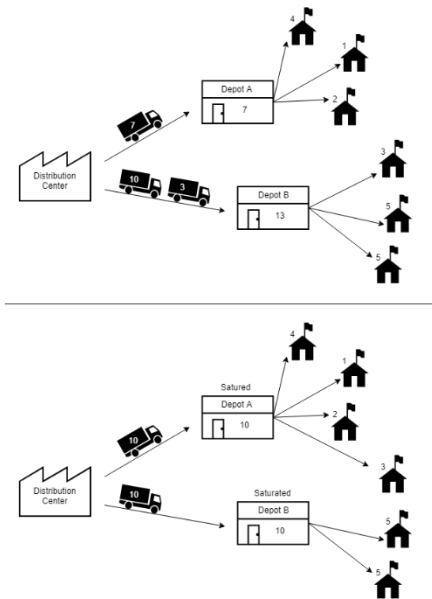 4
1
Depot A
7
7
2
3
Distribution
Center
10
3
Depot B
13
5
5
4
1
Satured
Depot A
10
10
2
3
Distribution
Center
10
Saturated
Depot B
10
5
5